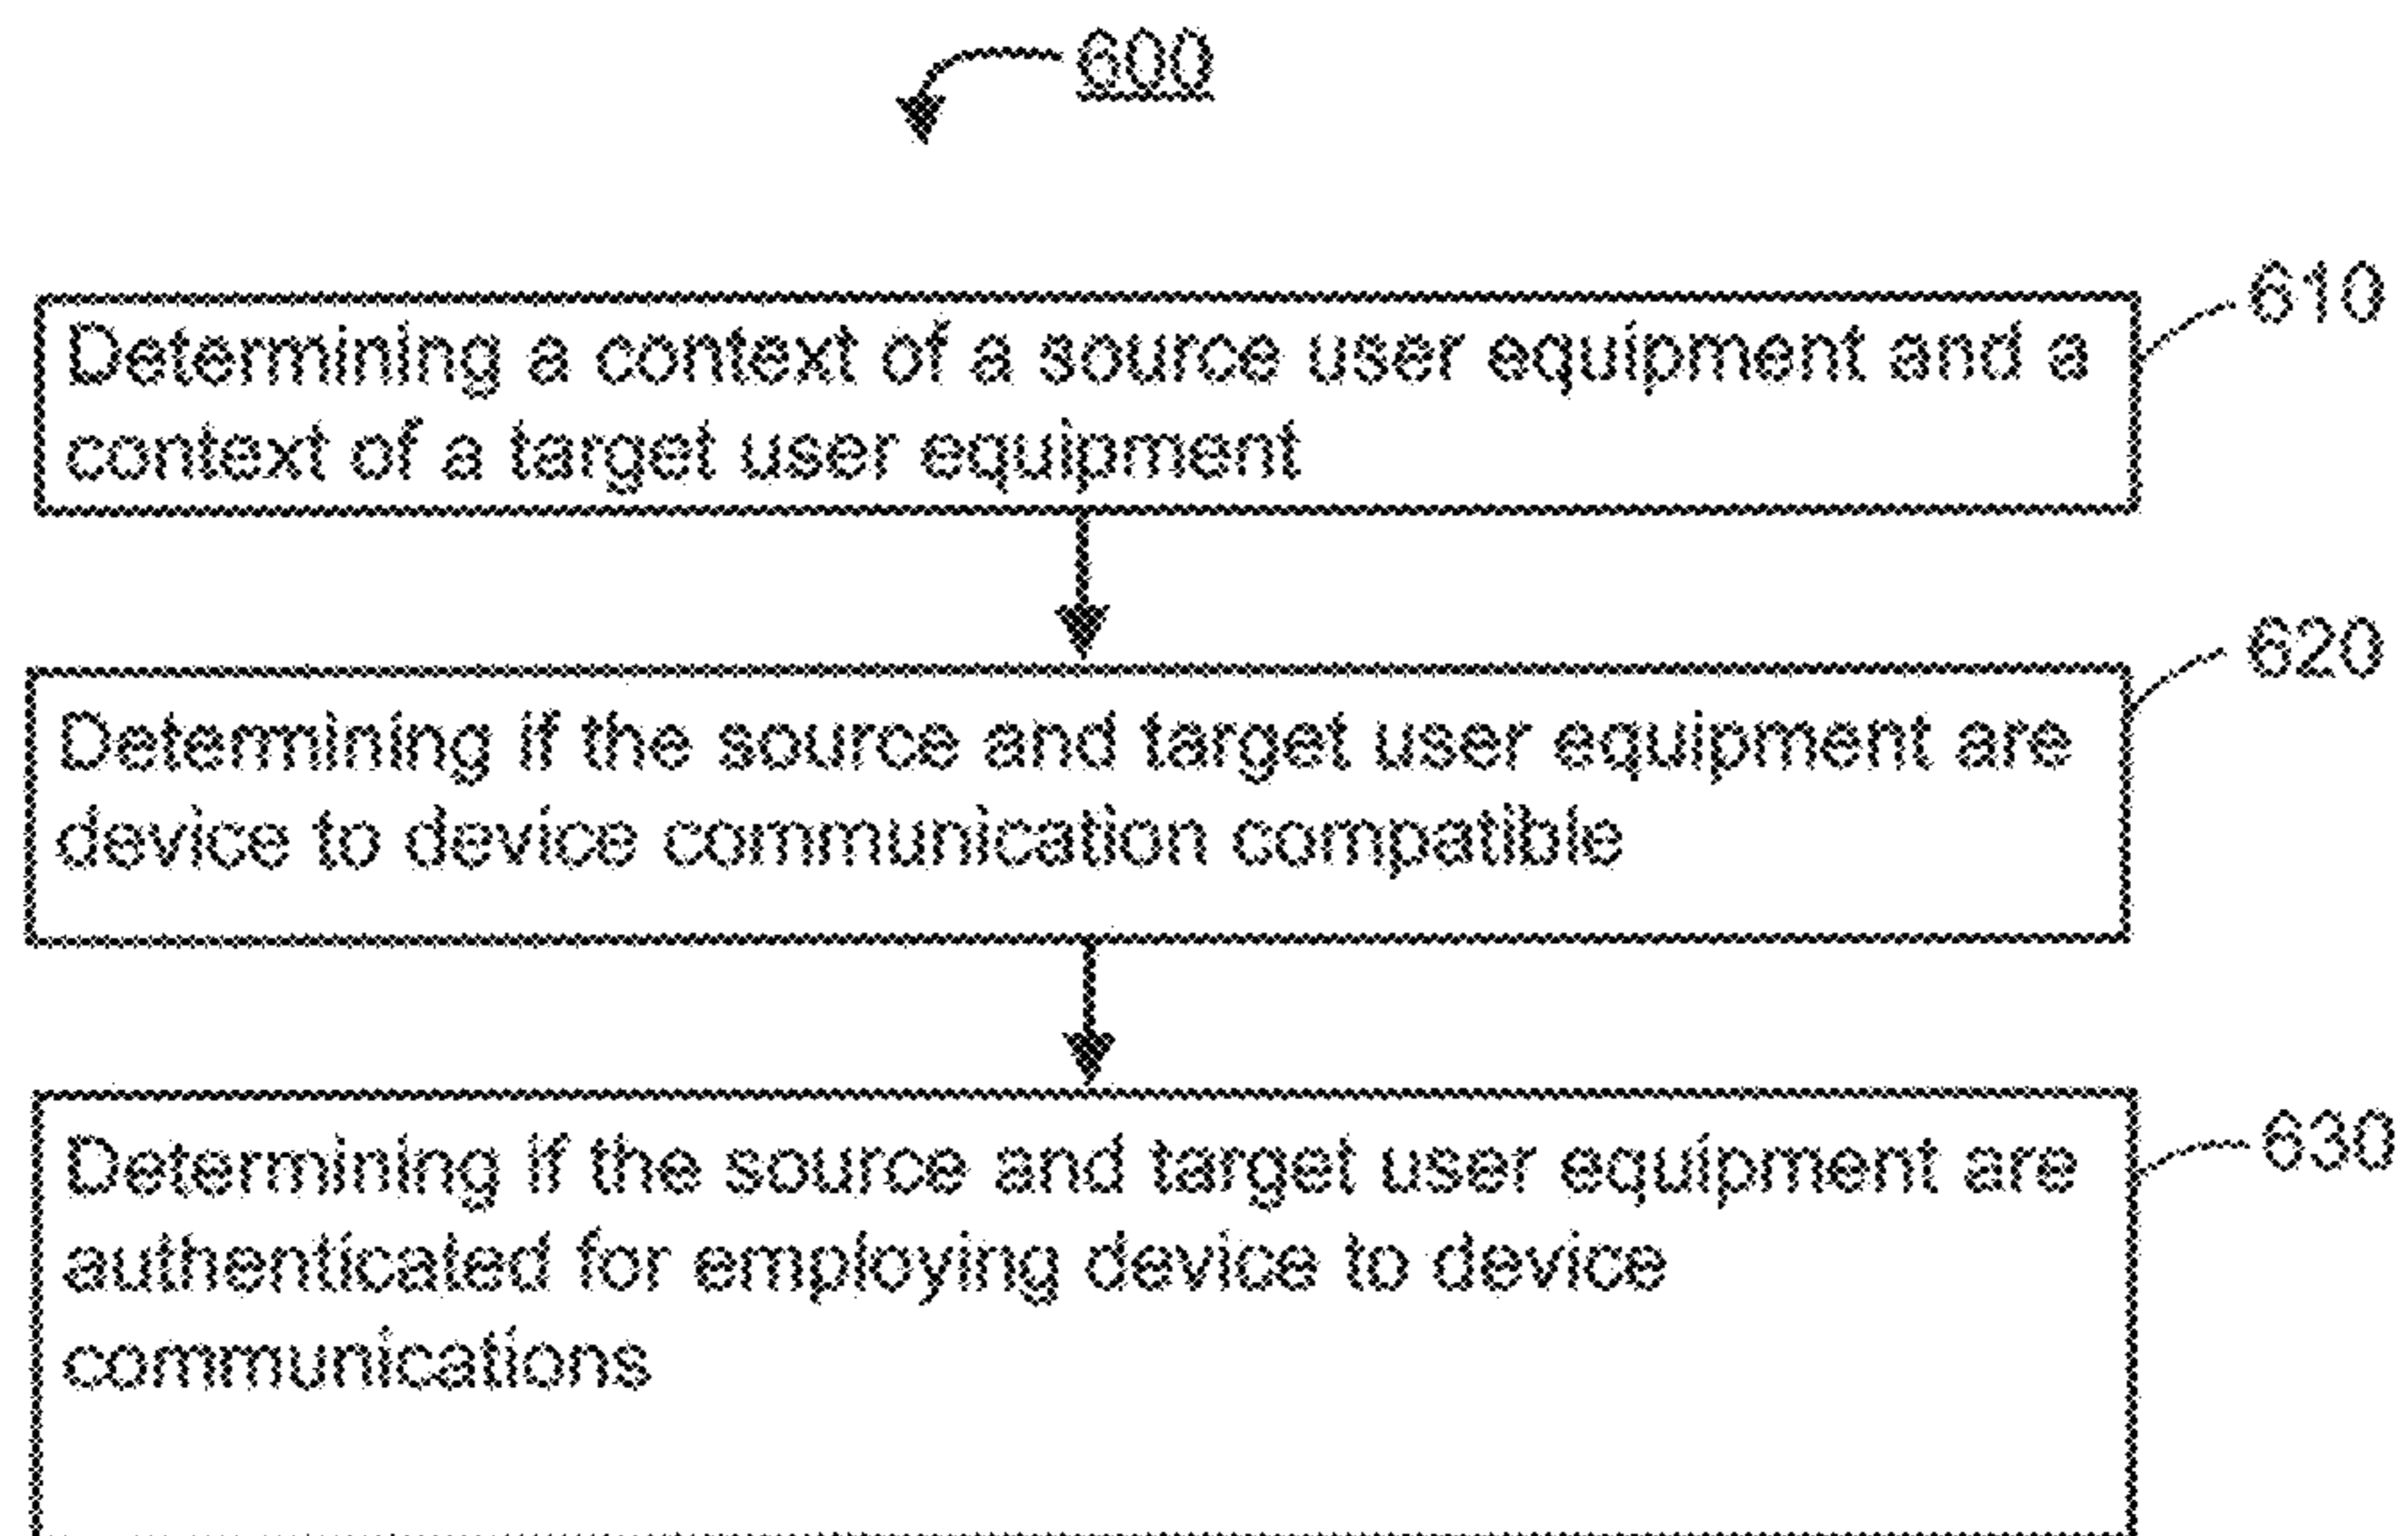 600
610
Determining a context of a source user equipment and a
context of a target user equipment
620
Determining if the source and target user equipment are
device to device communication compatible
630
Determining if the source and target user equipment are
authenticated for employing device to device
communications